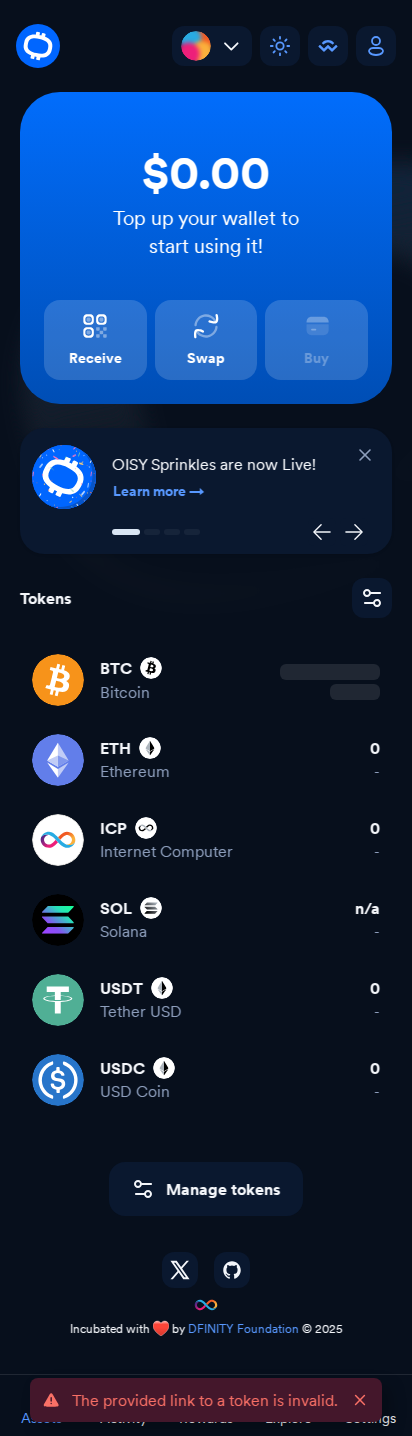 $0.00
Top up your wallet to
start using it!
Receive Swap Buy
OISY Sprinkles are now Live!
Learn more →
Tokens
BTC
Bitcoin
ETH 0
Ethereum -
ICP 0
Internet Computer -
SOL n/a
Solana -
USDT 0
Tether USD -
USDC 0
USD Coin -
Manage tokens
Incubated with ❤️ by DFINITY Foundation © 2025
The provided link to a token is invalid.
Assets Activity Rewards Explore Settings